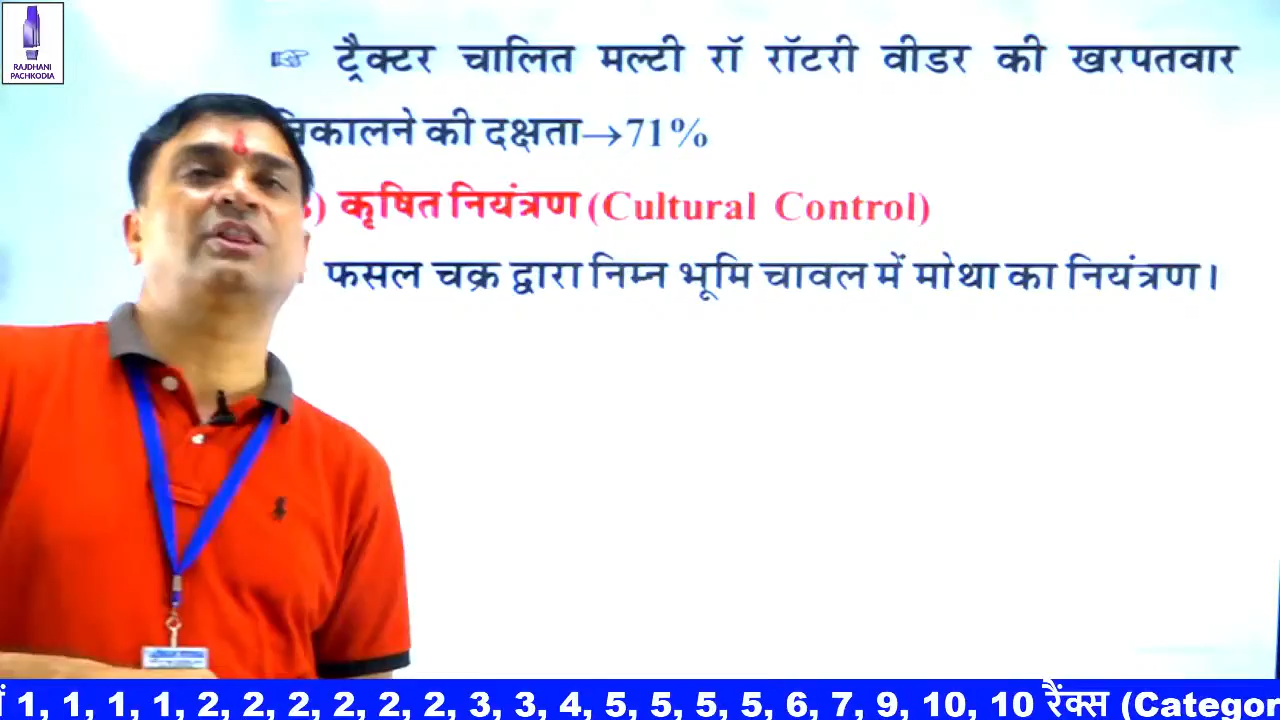 RAJDHANI
PACHKODIA
☞ ट्रैक्टर चालित मल्टी रॉ रॉटरी वीडर की खरपतवार
निकालने की दक्षता→71%
) कृषित नियंत्रण (Cultural Control)
फसल चक्र द्वारा निम्न भूमि चावल में मोथा का नियंत्रण।
1, 1, 1, 1, 2, 2, 2, 2, 2, 2, 3, 3, 4, 5, 5, 5, 5, 6, 7, 9, 10, 10 रैंक्स (Categor